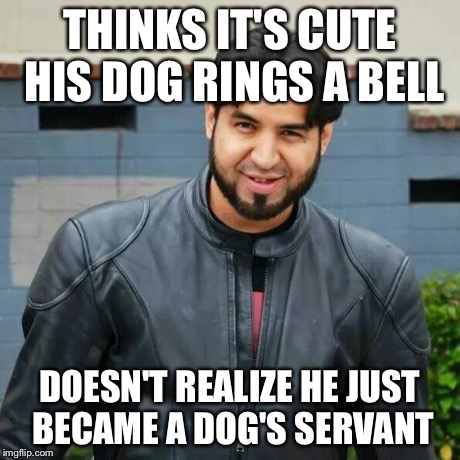 THINKS IT'S CUTE
HIS DOG RINGS A BELL
DOESN'T REALIZE HE JUST
BECAME A DOG'S SERVANT
imgflip.com